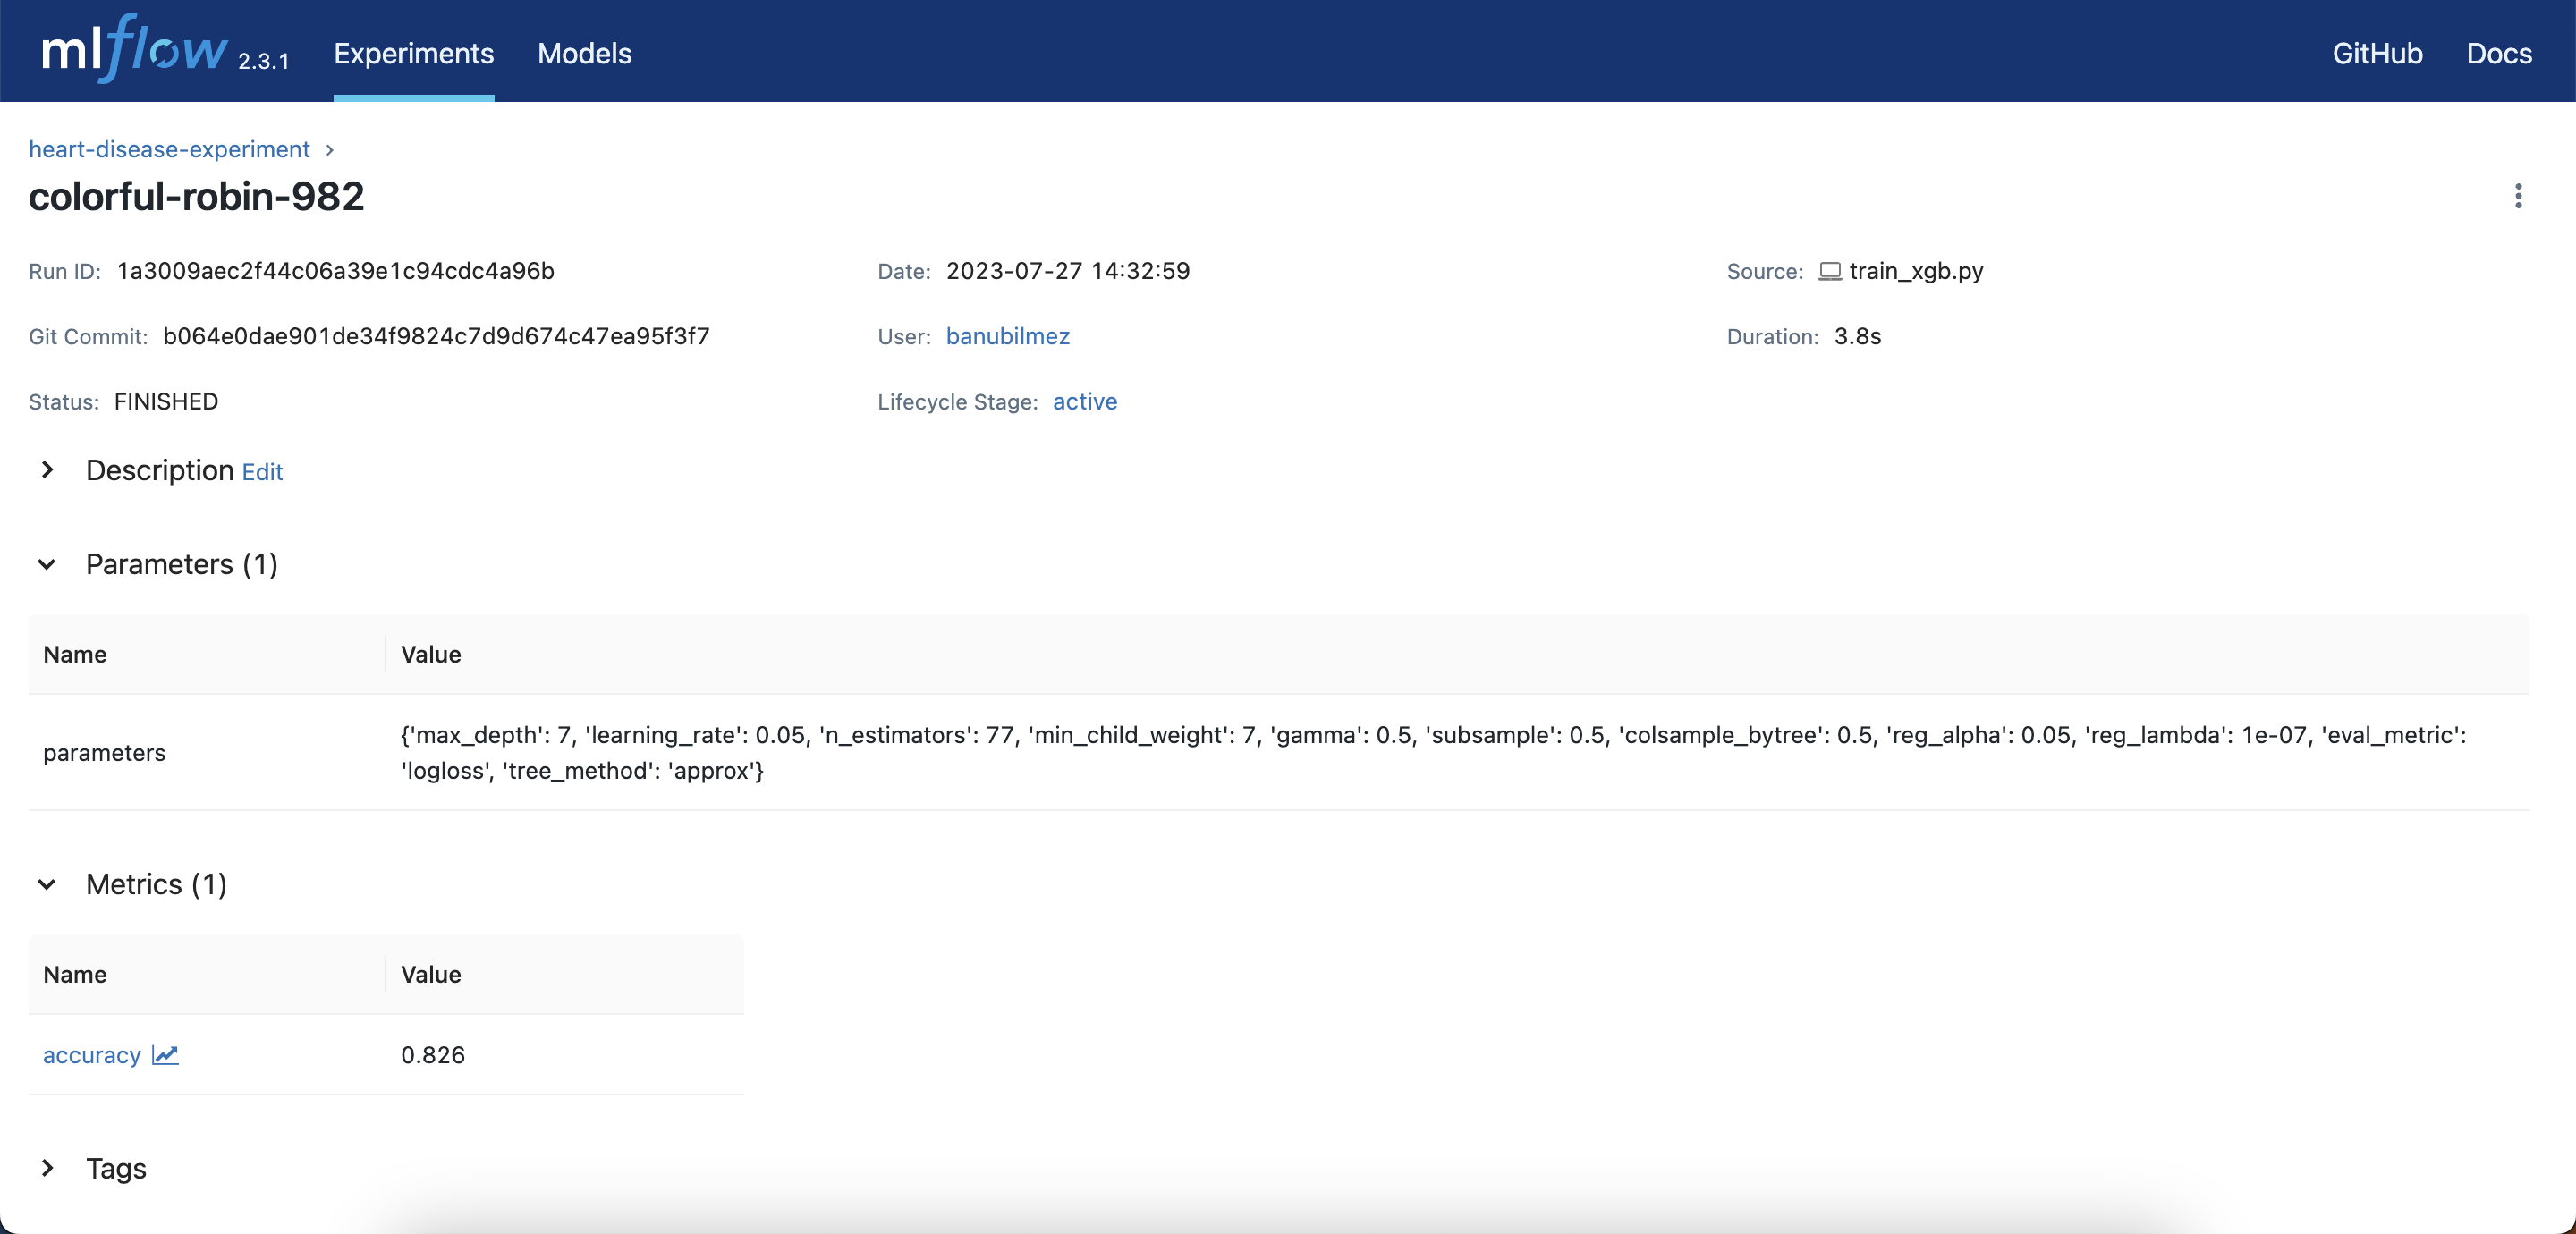 mlflow 2.3.1 Experiments Models GitHub Docs
heart-disease-experiment
colorful-robin-982
Run ID: 1a3009aec2f44c06a39e1c94cdc4a96b Date: 2023-07-27 14:32:59 Source: train_xgb.py
Git Commit: b064e0dae901de34f9824c7d9d674c47ea95f3f7 User: banubilmez Duration: 3.8s
Status: FINISHED Lifecycle Stage: active
Description Edit
Parameters (1)
Name Value
parameters {'max_depth': 7, 'learning_rate': 0.05, 'n_estimators': 77, 'min_child_weight': 7, 'gamma': 0.5, 'subsample': 0.5, 'colsample_bytree': 0.5, 'reg_alpha': 0.05, 'reg_lambda': 1e-07, 'eval_metric':
'logloss', 'tree_method': 'approx'}
Metrics (1)
Name Value
accuracy 0.826
Tags